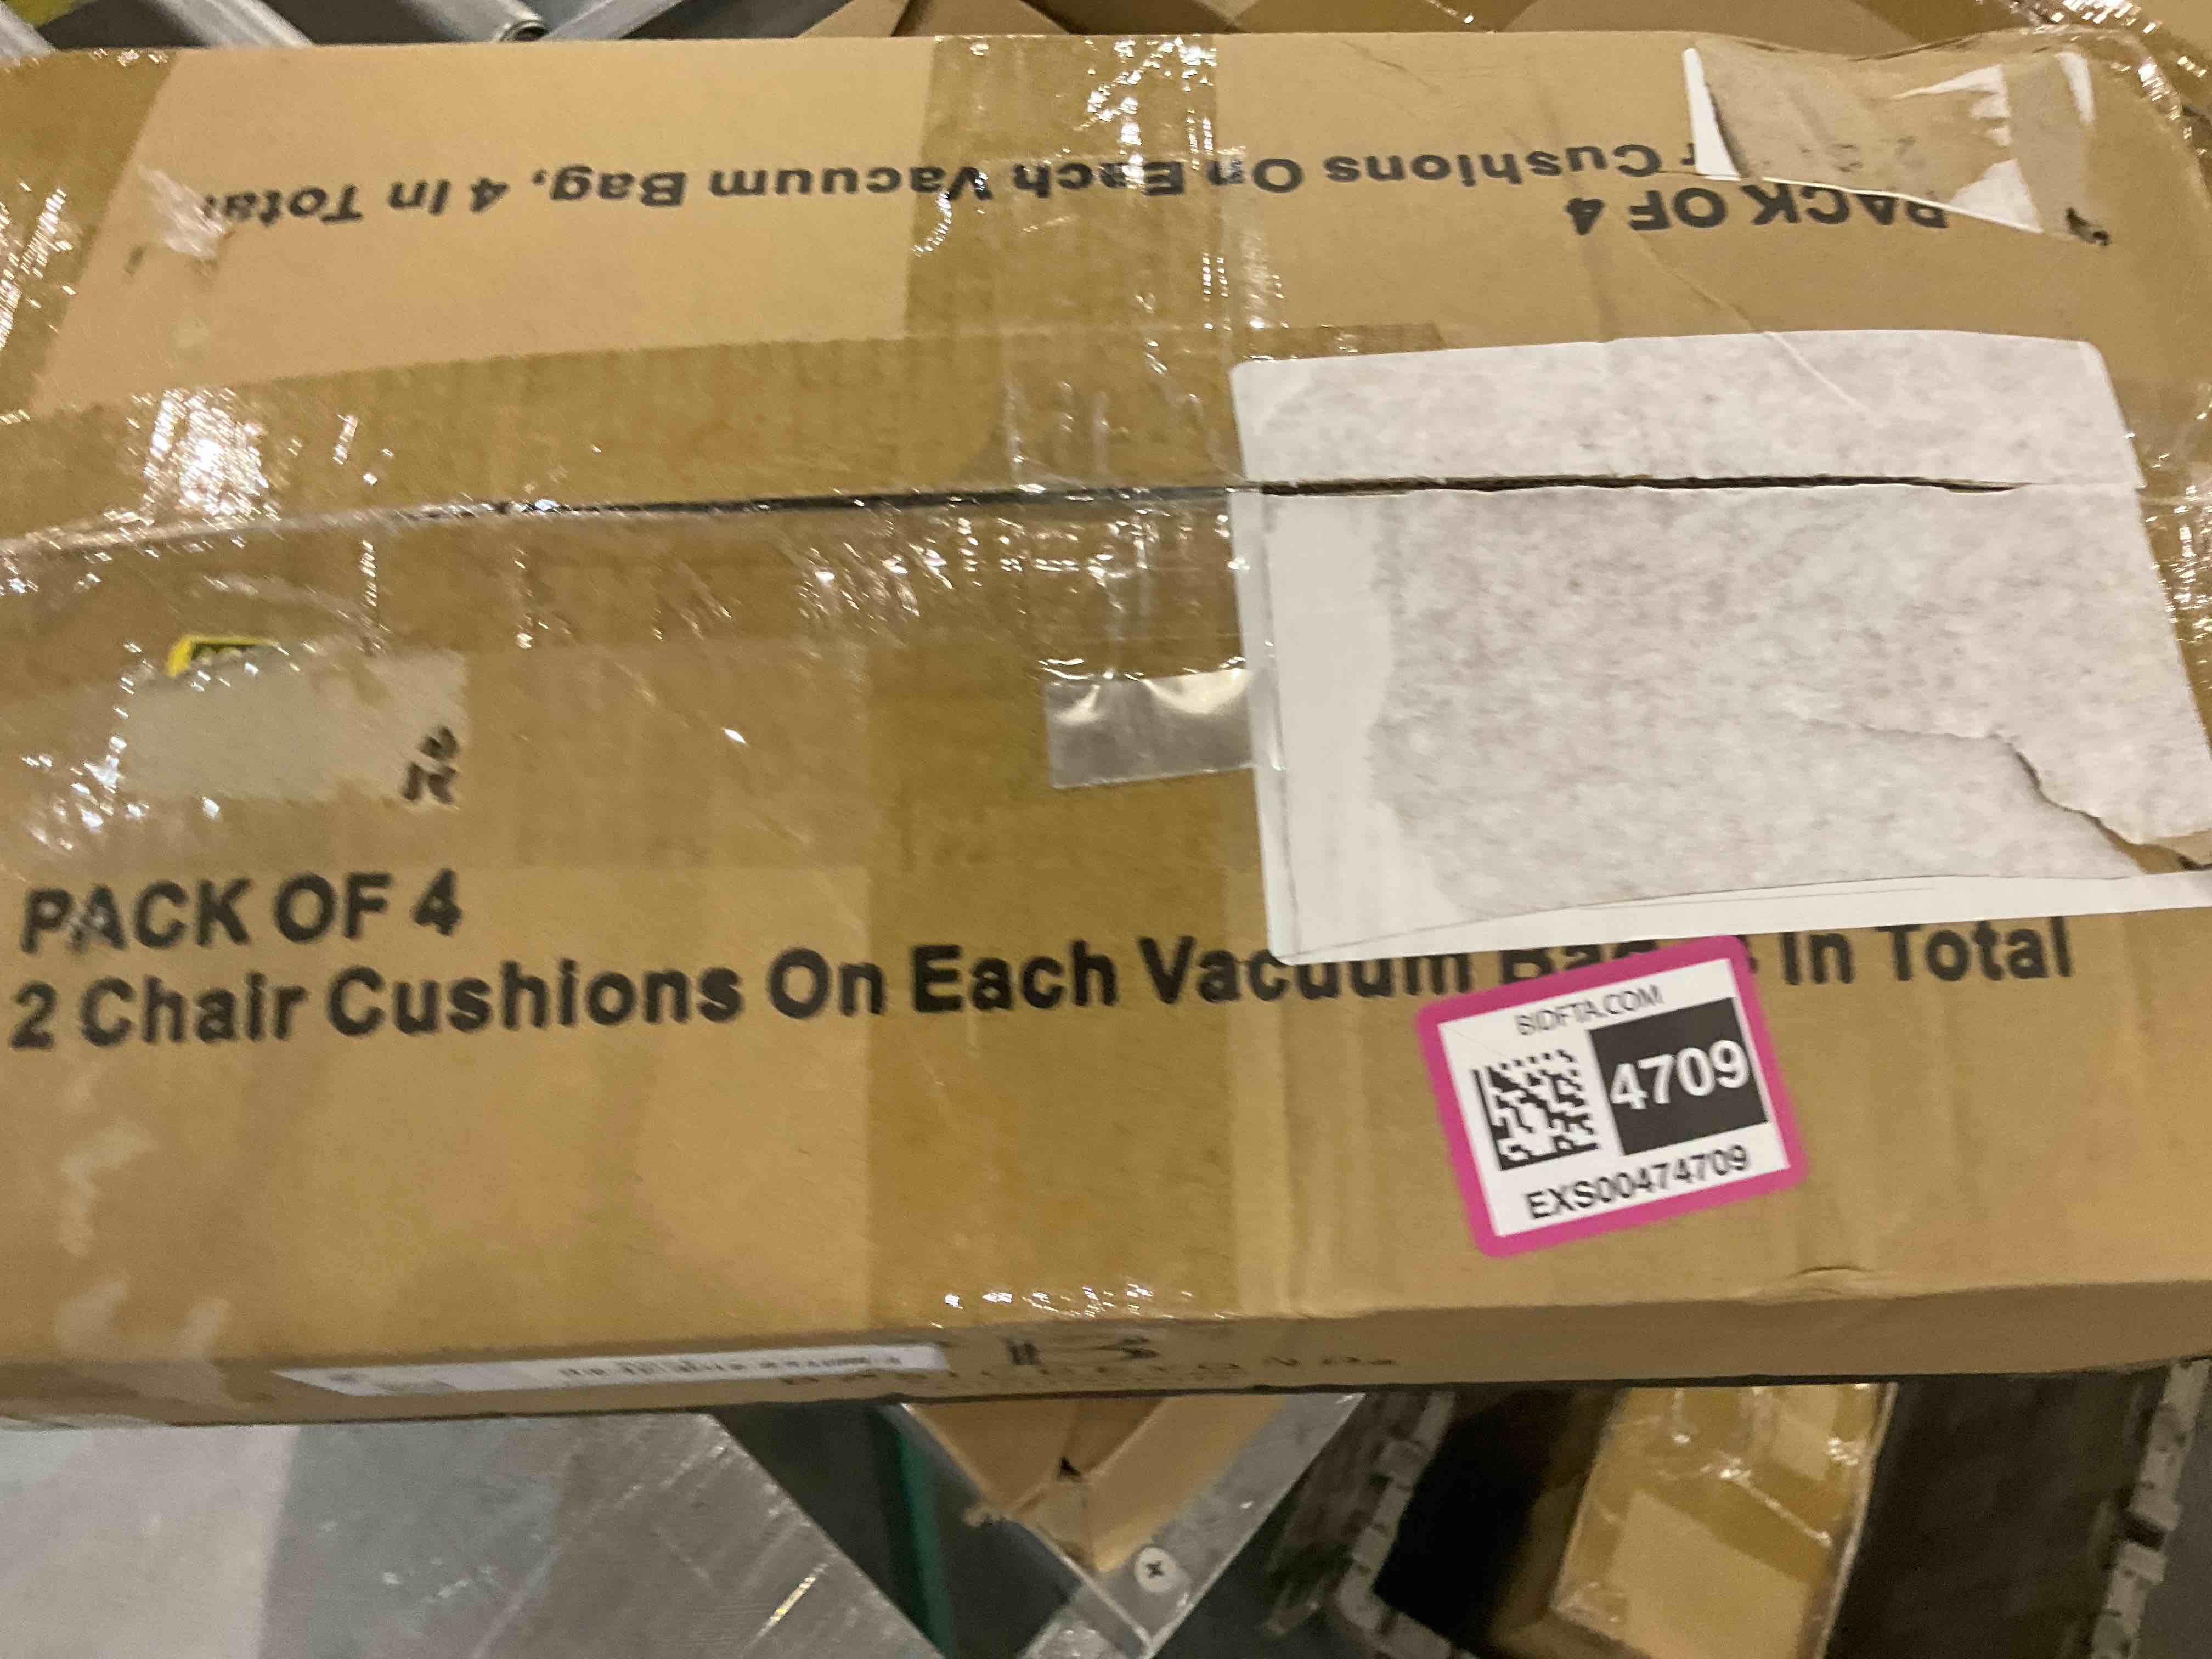 Cushions On Each Vacuum Bag, 4 In Total
PACK OF 4
PACK OF 4
2 Chair Cushions On Each Vacuum In Total
BIDFTA.COM
4709
EXS00474709